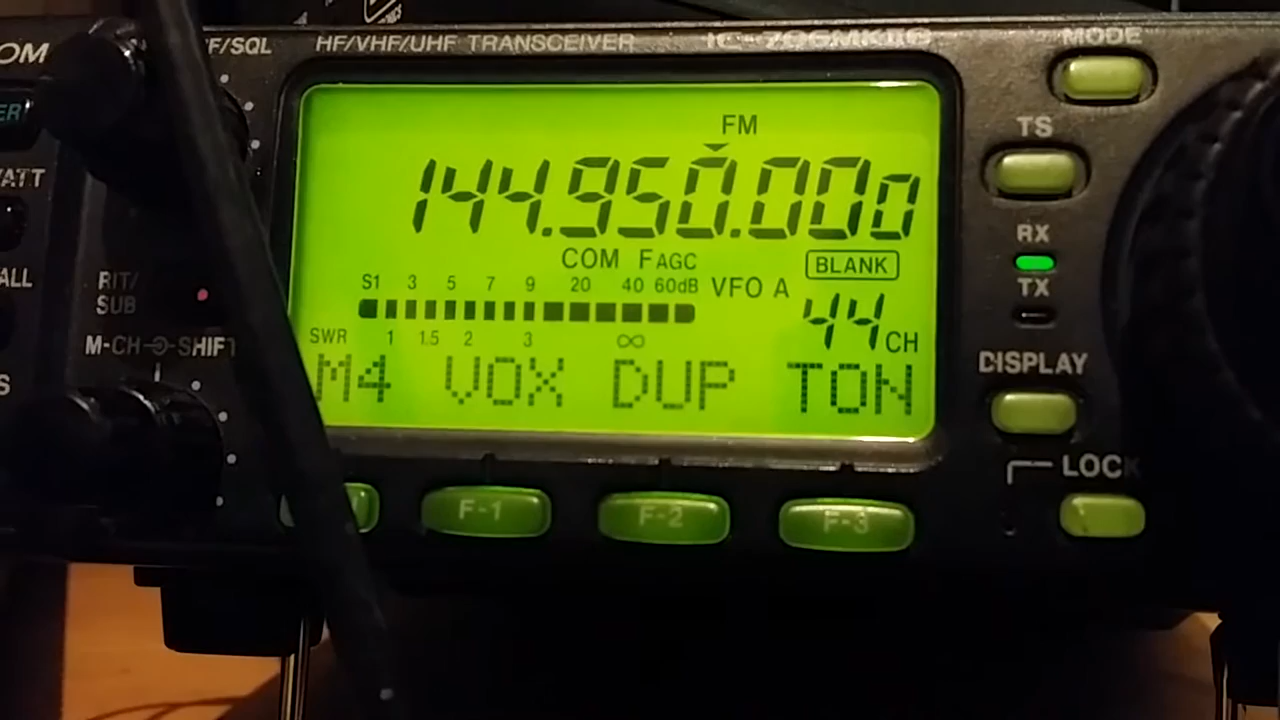 OM
F/SQL
HF/VHF/UHF TRANSCEIVER
IC-706MKIIG
MODE
ER
FM
TS
144.950.000
ATT
RX
COM FAGC
BLANK
ALL
RIT/
SUB
S1 3 5 7 9 20 40 60dB VFO A
TX
44CH
M-CH SHIFT
SWR 1 1.5 2 3 ∞
DISPLAY
S
M4 VOX DUP TON
LOCK
F-1 F-2 F-3